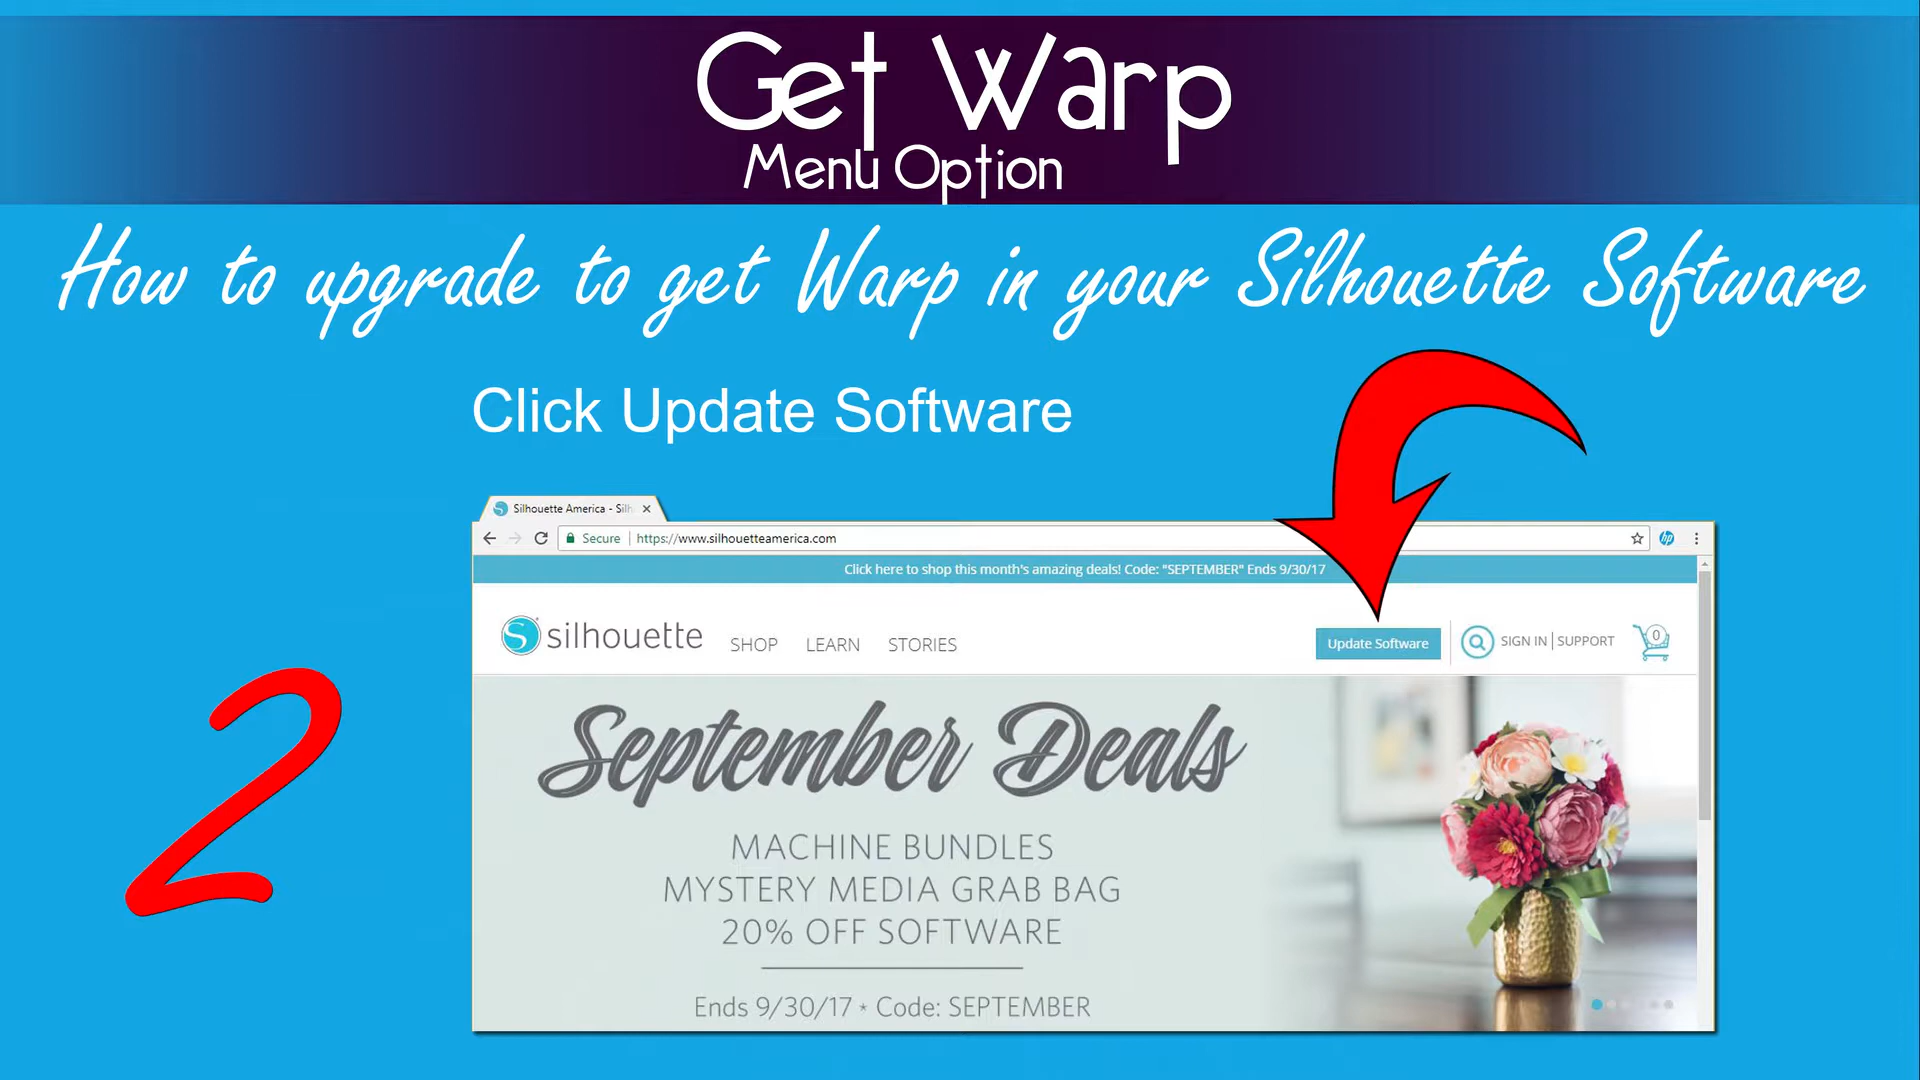 Get Warp
Menu Option
How to upgrade to get Warp in your Silhouette Software
Click Update Software
Silhouette America - Silh
Secure https://www.silhouetteamerica.com
hp
Click here to shop this month's amazing deals! Code: "SEPTEMBER" Ends 9/30/17
silhouette SHOP LEARN STORIES Update Software SIGN IN | SUPPORT 0
2
September Deals
MACHINE BUNDLES
MYSTERY MEDIA GRAB BAG
20% OFF SOFTWARE
Ends 9/30/17 * Code: SEPTEMBER